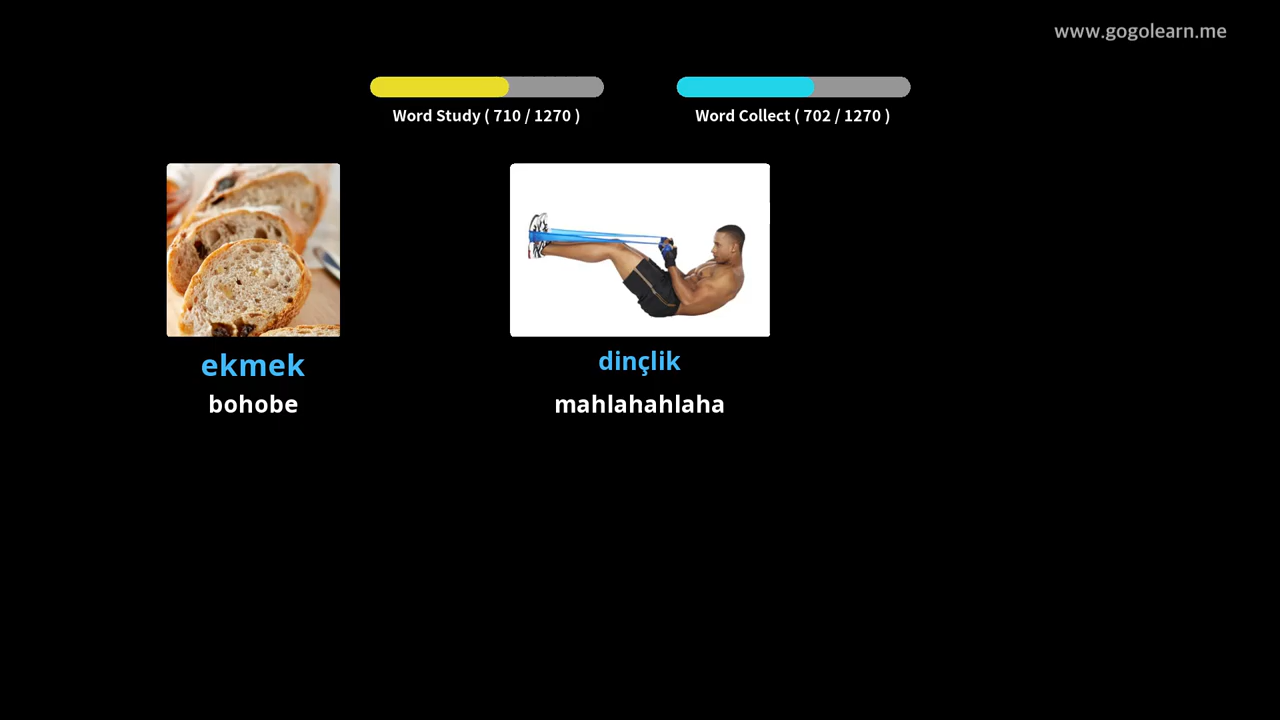 www.gogolearn.me
Word Study ( 710 / 1270 )
Word Collect ( 702 / 1270 )
ekmek
bohobe
dinçlik
mahlahahlaha